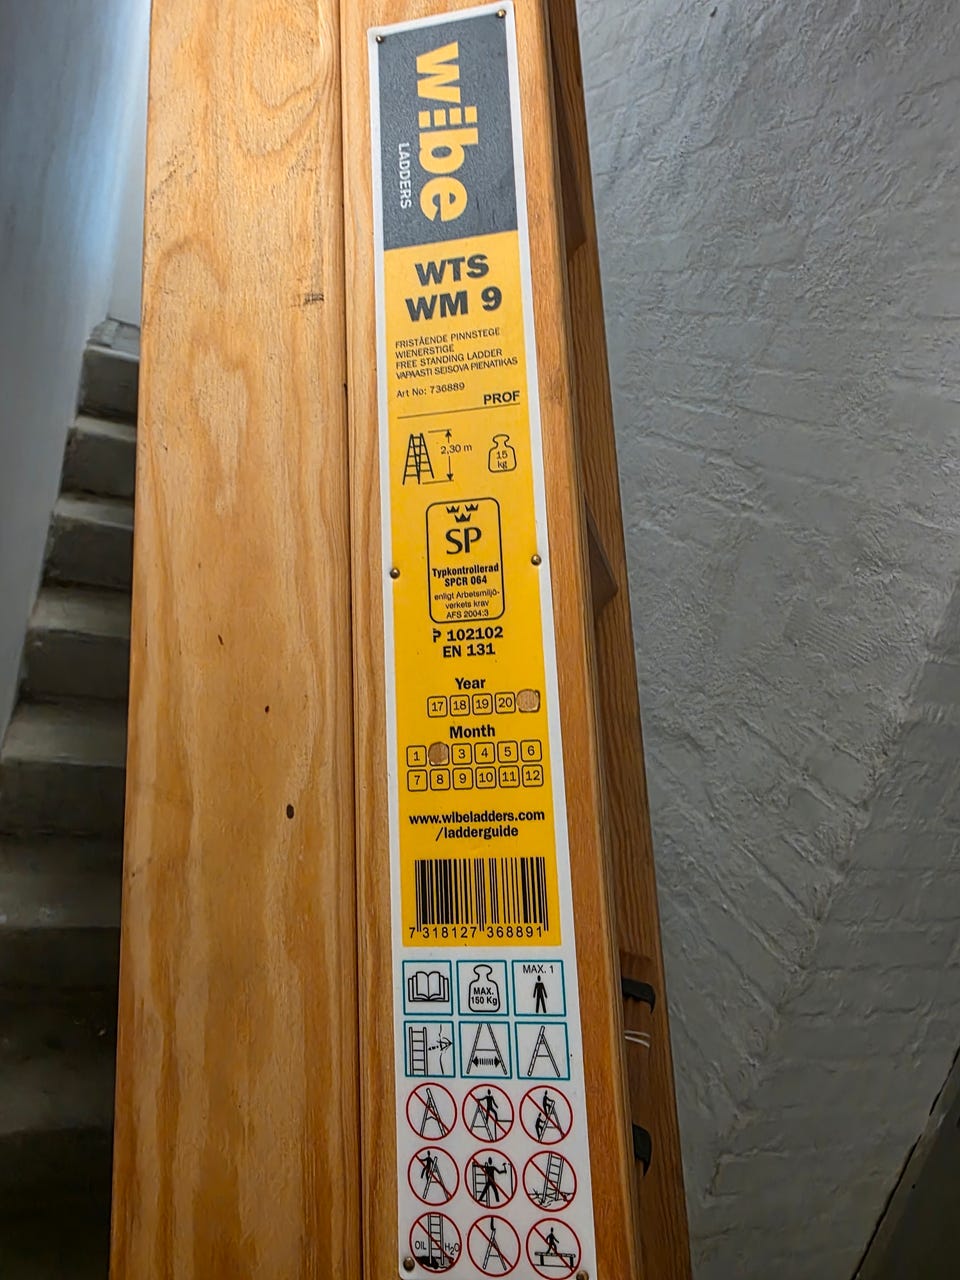 wibe
LADDERS
WTS
WM 9
FRISTÅENDE PINNSTEGE
WIENERSTIGE
FREE STANDING LADDER
VAPAASTI SEISOVA PIENATIKAS
Art No: 736889
PROF
2,30 m
15
kg
SP
Typkontrollerad
SPCR 064
enligt Arbetsmiljö-
verkets krav
AFS 2004:3
P 102102
EN 131
Year
17 18 19 20
Month
1 3 4 5 6
7 8 9 10 11 12
www.wibeladders.com
/ladderguide
7 318127 368891
MAX.
150 Kg
MAX. 1
OIL H2O